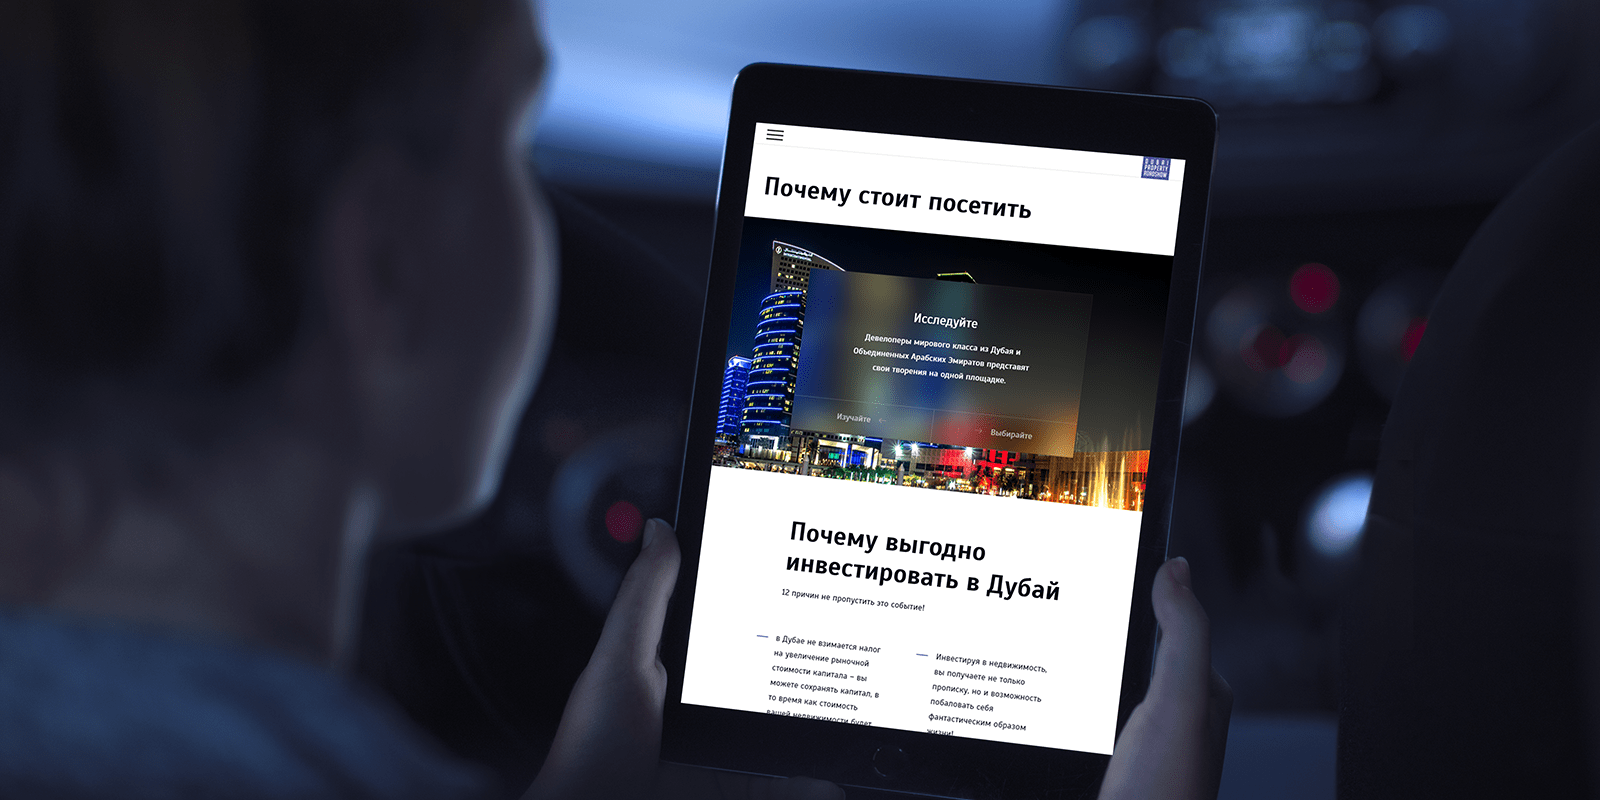 DUBAI
PROPERTY
ROADSHOW
Почему стоит посетить
Исследуйте
Девелоперы мирового класса из Дубая и
Объединенных Арабских Эмиратов представят
свои творения на одной площадке.
Изучайте
Выбирайте
Почему выгодно
инвестировать в Дубай
12 причин не пропустить это событие!
в Дубае не взимается налог
на увеличение рыночной
стоимости капитала – вы
можете сохранять капитал, в
то время как стоимость
вашей недвижимости будет
Инвестируя в недвижимость,
вы получаете не только
прописку, но и возможность
побаловать себя
фантастическим образом
жизни!